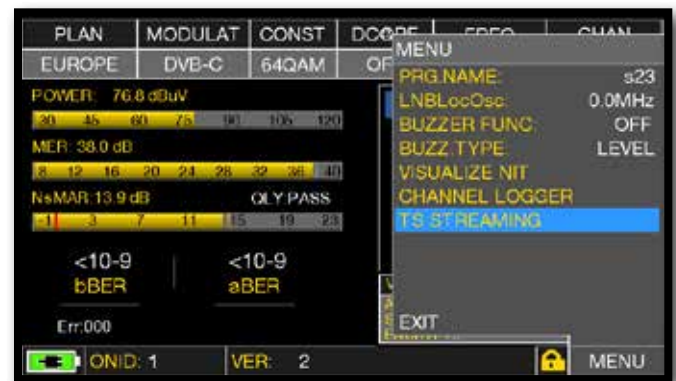 PLAN MODULAT CONST
EUROPE DVB-C 64QAM
POWER: 76.8 dBuV
30 45 60 75 90 105 120
MER: 38.0 dB
8 12 16 20 24 28 32 36 40
NsMAR:13.9 dB QLY:PASS
-1 3 7 11 15 19 23
<10-9 <10-9
bBER aBER
Err:000
ONID: 1 VER: 2
MENU
MENU
PRG.NAME: s23
LNBLocOsc: 0.0MHz
BUZZER FUNC: OFF
BUZZ.TYPE: LEVEL
VISUALIZE NIT
CHANNEL LOGGER
TS STREAMING
EXIT